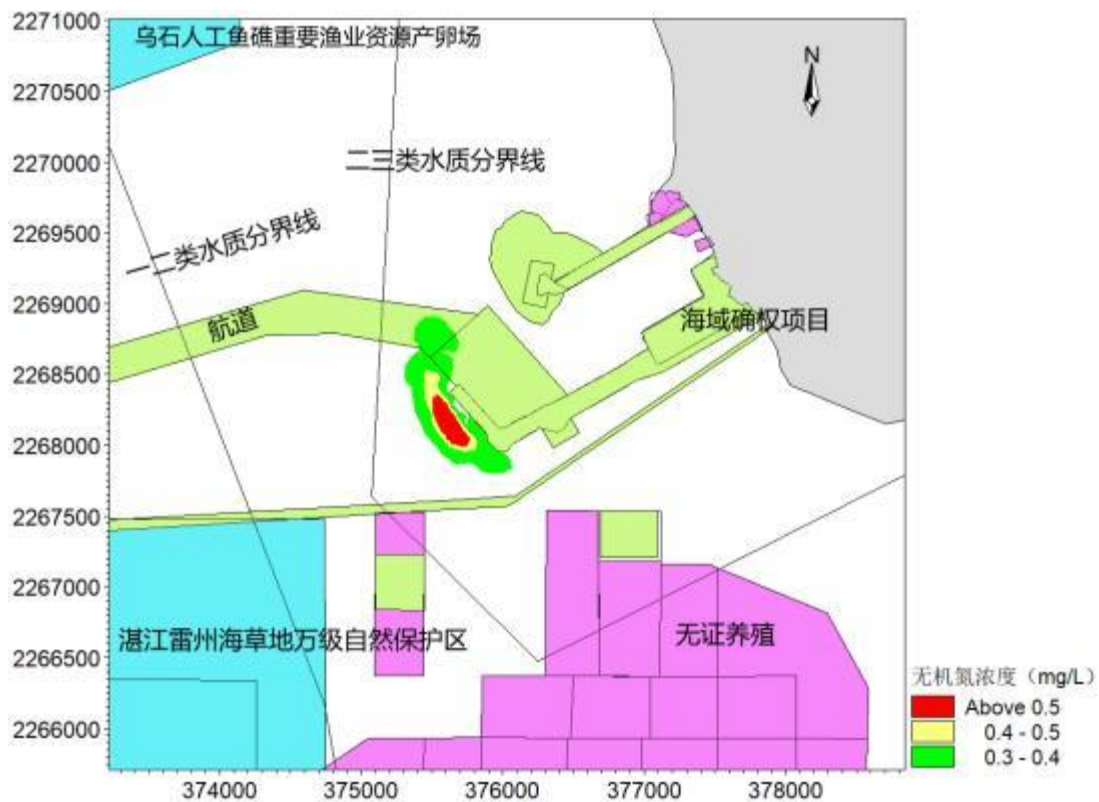 2271000
乌石人工鱼礁重要渔业资源产卵场
N
2270500
2270000
二三类水质分界线
2269500
一二类水质分界线
2269000
航道
海域确权项目
2268500
2268000
2267500
2267000
湛江雷州海草地万级自然保护区
无证养殖
2266500
2266000
无机氮浓度（mg/L）
Above 0.5
0.4 - 0.5
0.3 - 0.4
374000 375000 376000 377000 378000